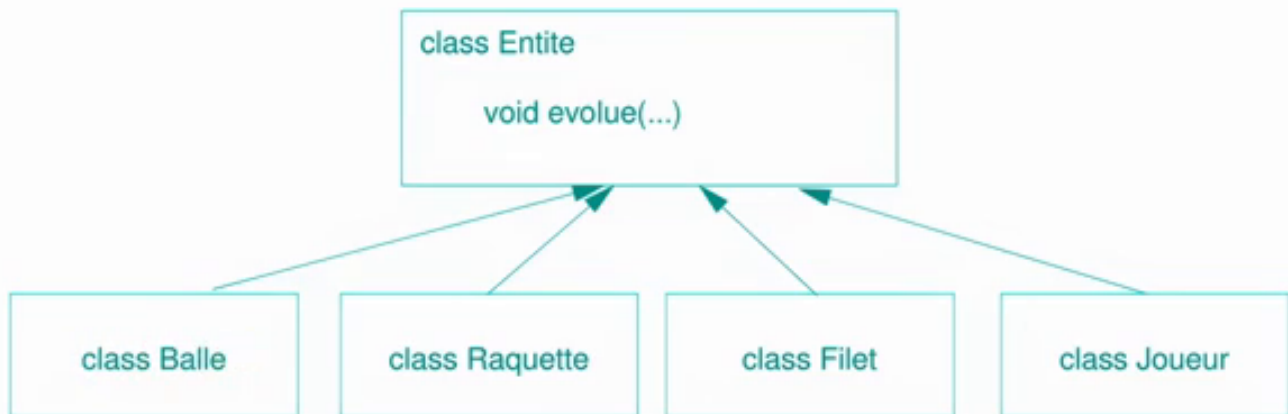 class Entite
void evolue(...)
class Balle
class Raquette
class Filet
class Joueur